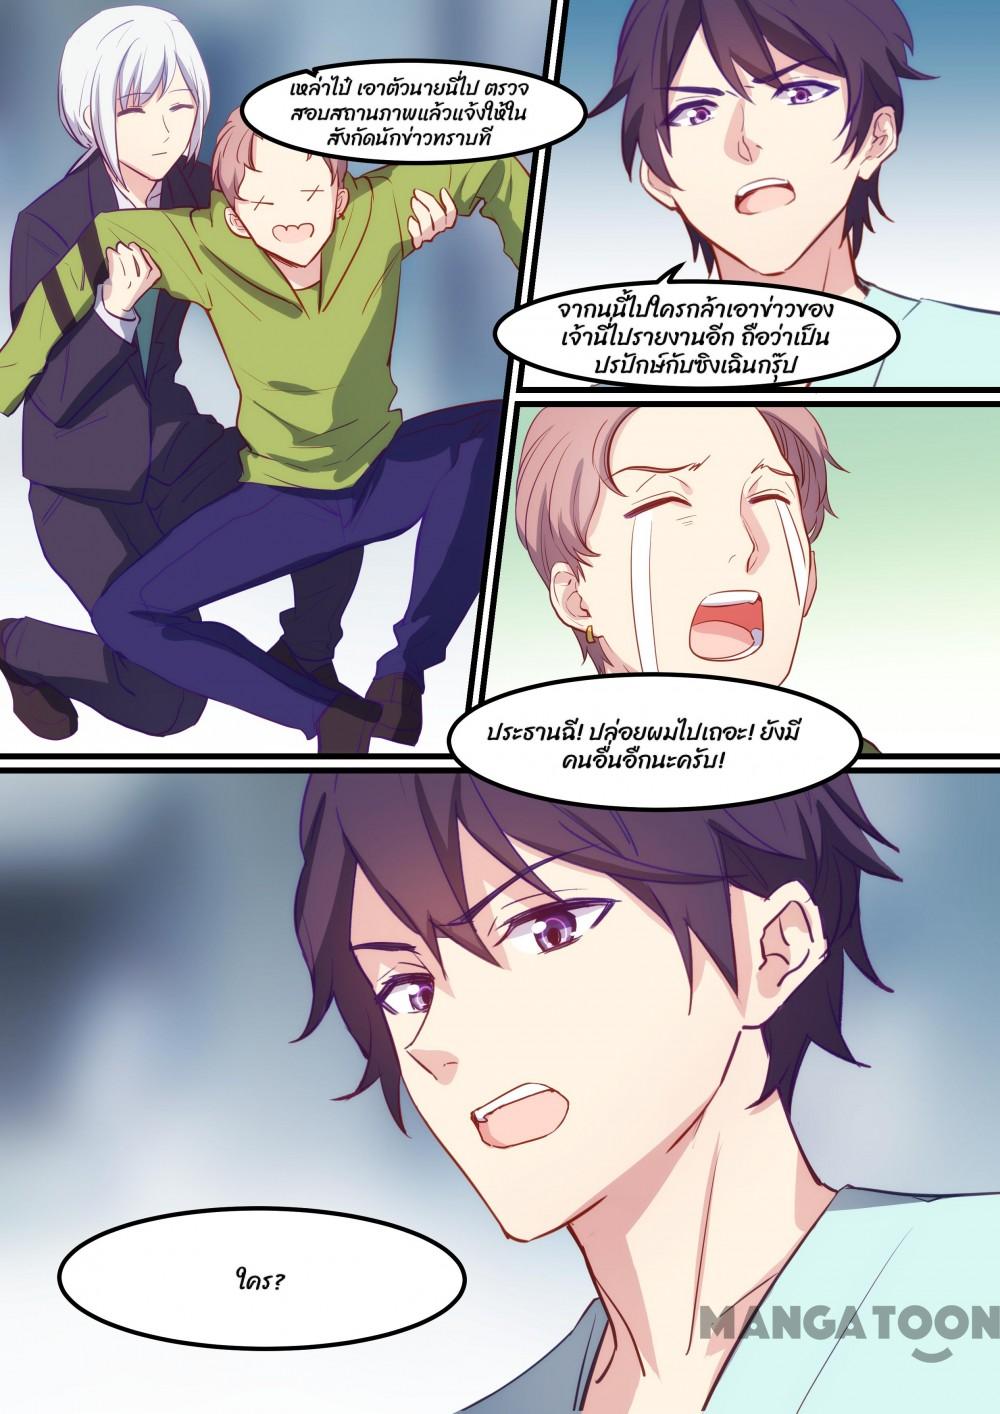 เหล่าไป๋ เอาตัวนายนี่ไป ตรวจ
สอบสถานภาพแล้วแจ้งให้ใน
สังกัดนักข่าวทราบที
จากนนี้ไปใครกล้าเอาข่าวของ
เจ้านี่ไปรายงานอีก ถือว่าเป็น
ปรปักษ์กับซิงเฉินกรุ๊ป
ประธานฉี! ปล่อยผมไปเถอะ! ยังมี
คนอื่นอีกนะครับ!
ใคร?
MANGATOON